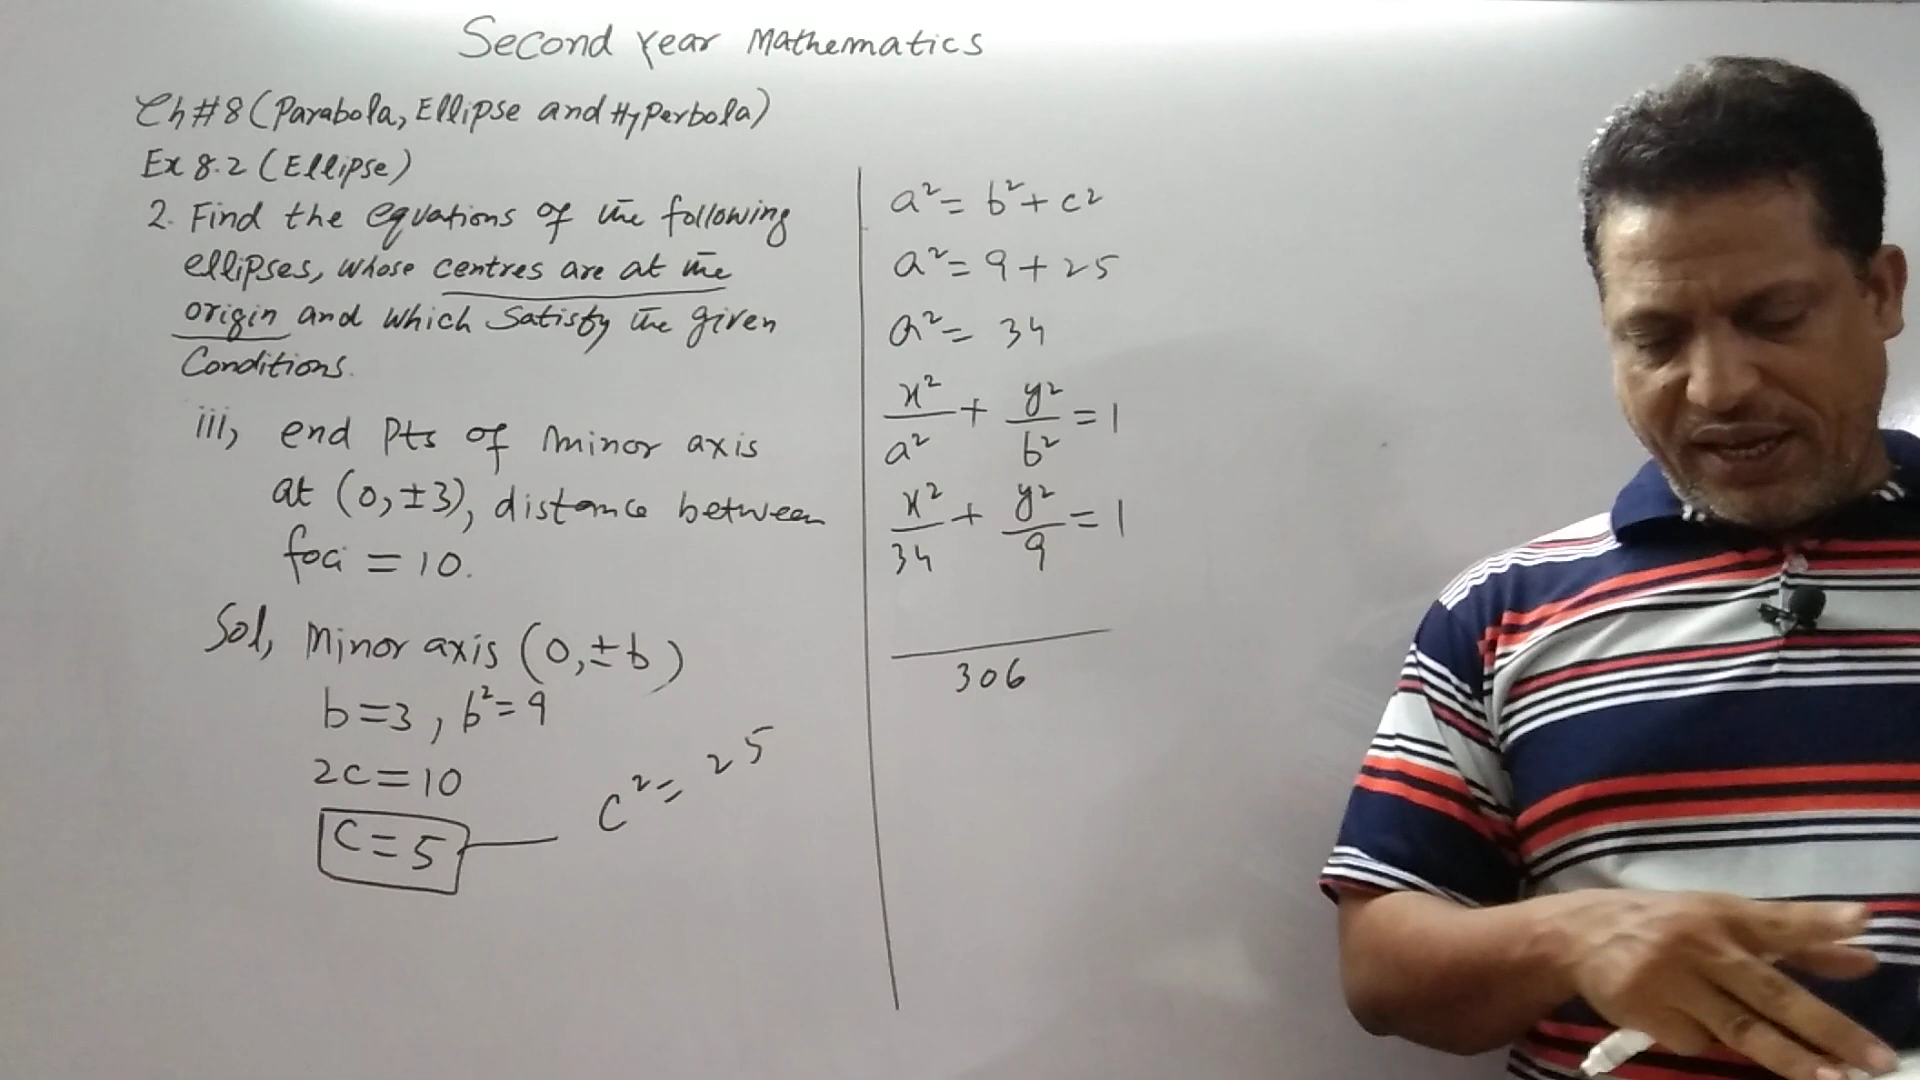 Second Year Mathematics
Ch#8 (Parabola, Ellipse and Hyperbola)
Ex 8.2 (Ellipse)
2. Find the equations of the following
ellipses, whose centres are at the
origin and which satisfy the given
Conditions.
iii, end pts of minor axis
at (0, ±3), distance between
foci = 10.
Sol, Minor axis (0, ±b)
b=3, b²=9
2c=10
c=5 — c²=25
a²= b²+c²
a²= 9+25
a²= 34
x²/a² + y²/b² = 1
x²/34 + y²/9 = 1
306